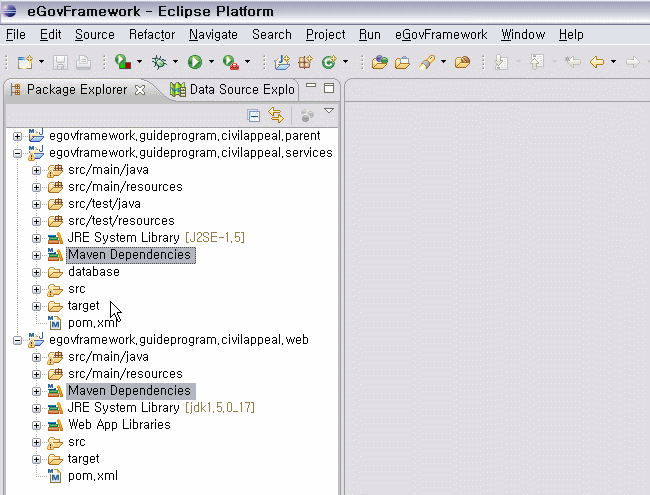 eGovFramework - Eclipse Platform
File Edit Source Refactor Navigate Search Project Run eGovFramework Window Help
Package Explorer Data Source Explo
egovframework.guideprogram.civilappeal.parent
egovframework.guideprogram.civilappeal.services
src/main/java
src/main/resources
src/test/java
src/test/resources
JRE System Library [J2SE-1.5]
Maven Dependencies
database
src
target
pom.xml
egovframework.guideprogram.civilappeal.web
src/main/java
src/main/resources
Maven Dependencies
JRE System Library [jdk1.5.0_17]
Web App Libraries
src
target
pom.xml